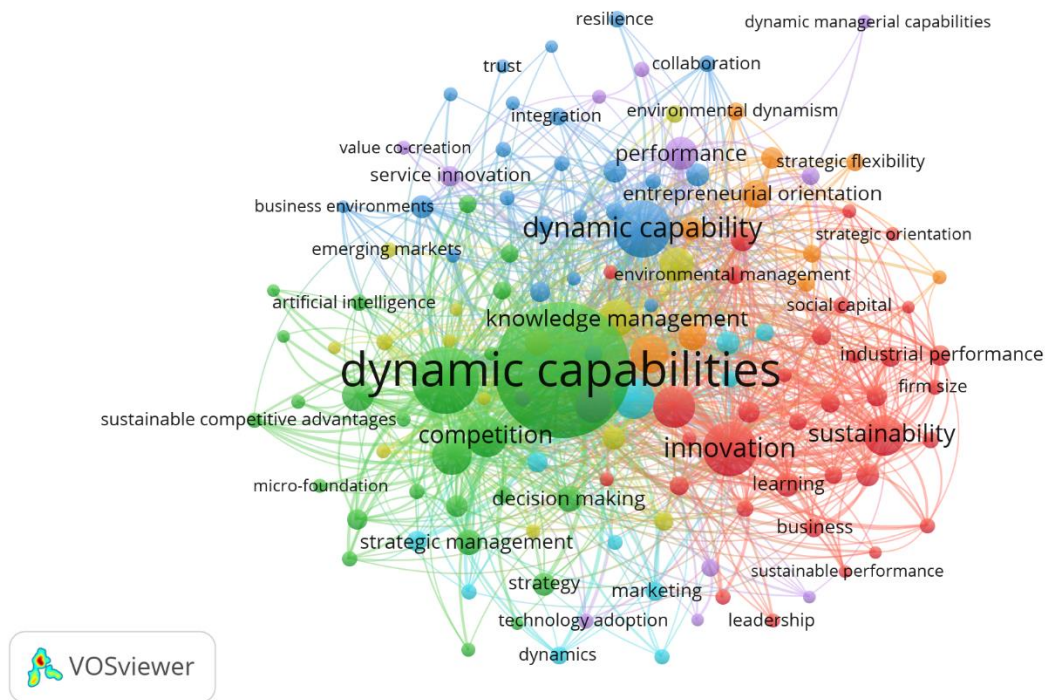 resilience
dynamic managerial capabilities
trust
collaboration
integration
environmental dynamism
value co-creation
performance
strategic flexibility
service innovation
entrepreneurial orientation
business environments
dynamic capability
strategic orientation
emerging markets
environmental management
artificial intelligence
social capital
knowledge management
industrial performance
dynamic capabilities
firm size
sustainable competitive advantages
competition
innovation
sustainability
micro-foundation
decision making
learning
business
strategic management
sustainable performance
strategy
marketing
technology adoption
leadership
dynamics
VOSviewer